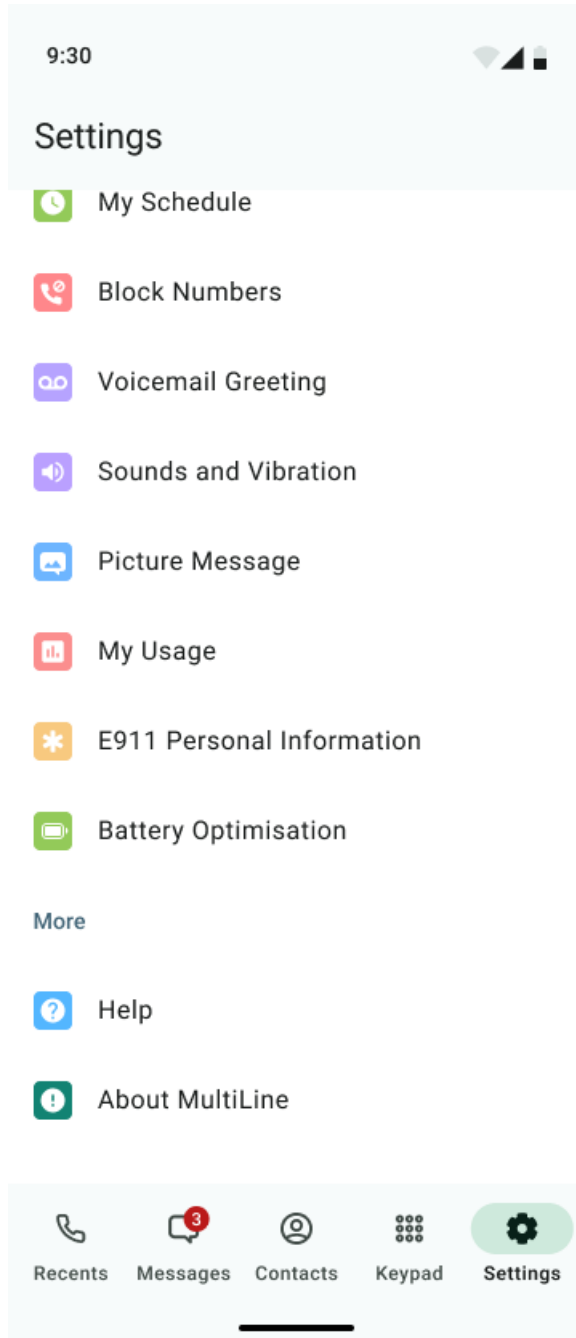 9:30
Settings
My Schedule
Block Numbers
Voicemail Greeting
Sounds and Vibration
Picture Message
My Usage
E911 Personal Information
Battery Optimisation
More
Help
About MultiLine
3
Recents Messages Contacts Keypad Settings